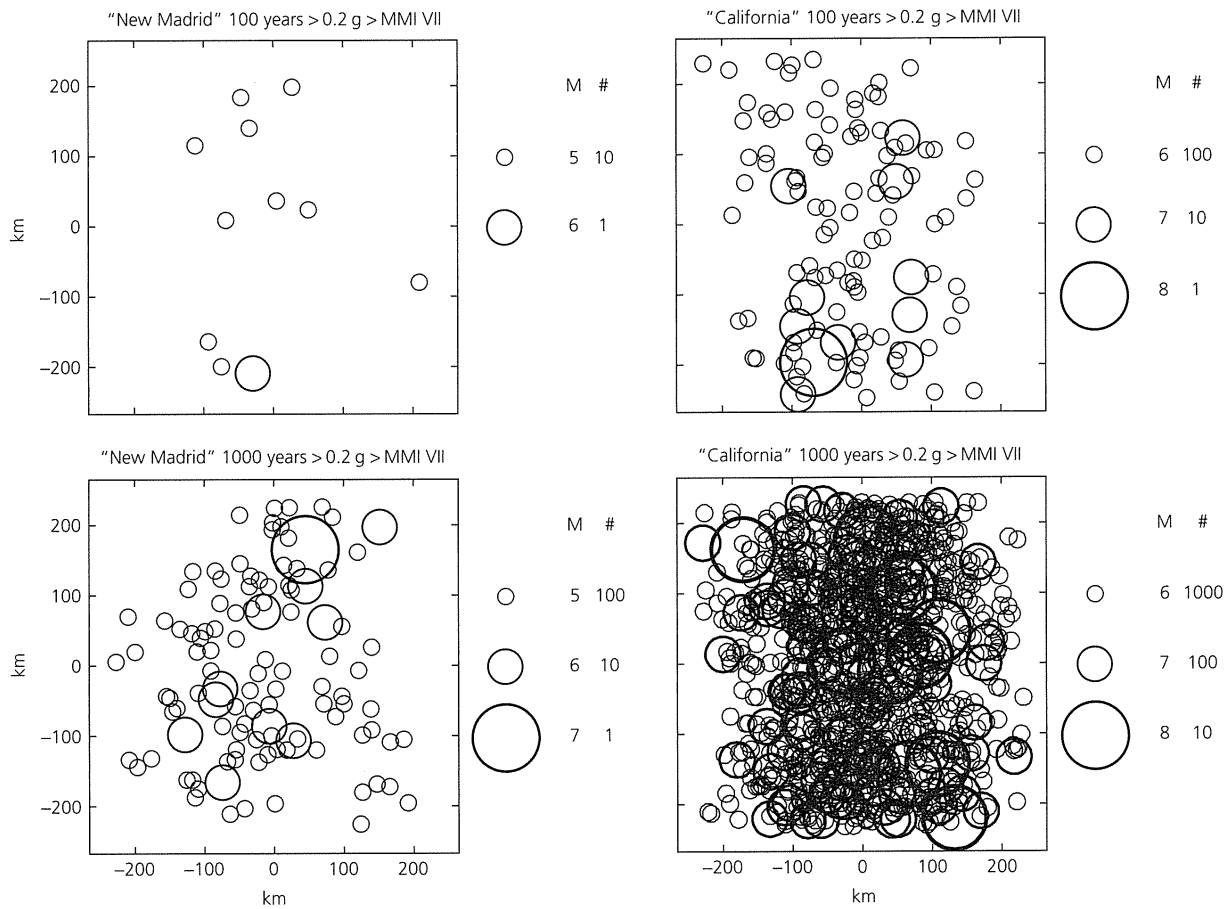 "New Madrid" 100 years > 0.2 g > MMI VII
km
200
100
0
−100
−200
M #
5 10
6 1
"California" 100 years > 0.2 g > MMI VII
M #
6 100
7 10
8 1
"New Madrid" 1000 years > 0.2 g > MMI VII
km
200
100
0
−100
−200
−200 −100 0 100 200
km
M #
5 100
6 10
7 1
"California" 1000 years > 0.2 g > MMI VII
−200 −100 0 100 200
km
M #
6 1000
7 100
8 10